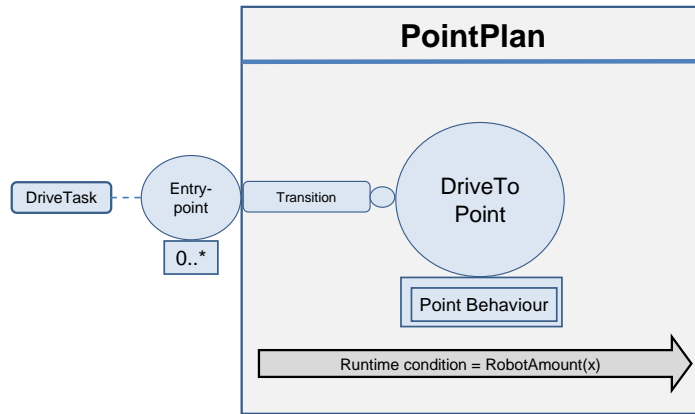 PointPlan
DriveTask
Entry-
point
Transition
DriveTo
Point
0..*
Point Behaviour
Runtime condition = RobotAmount(x)